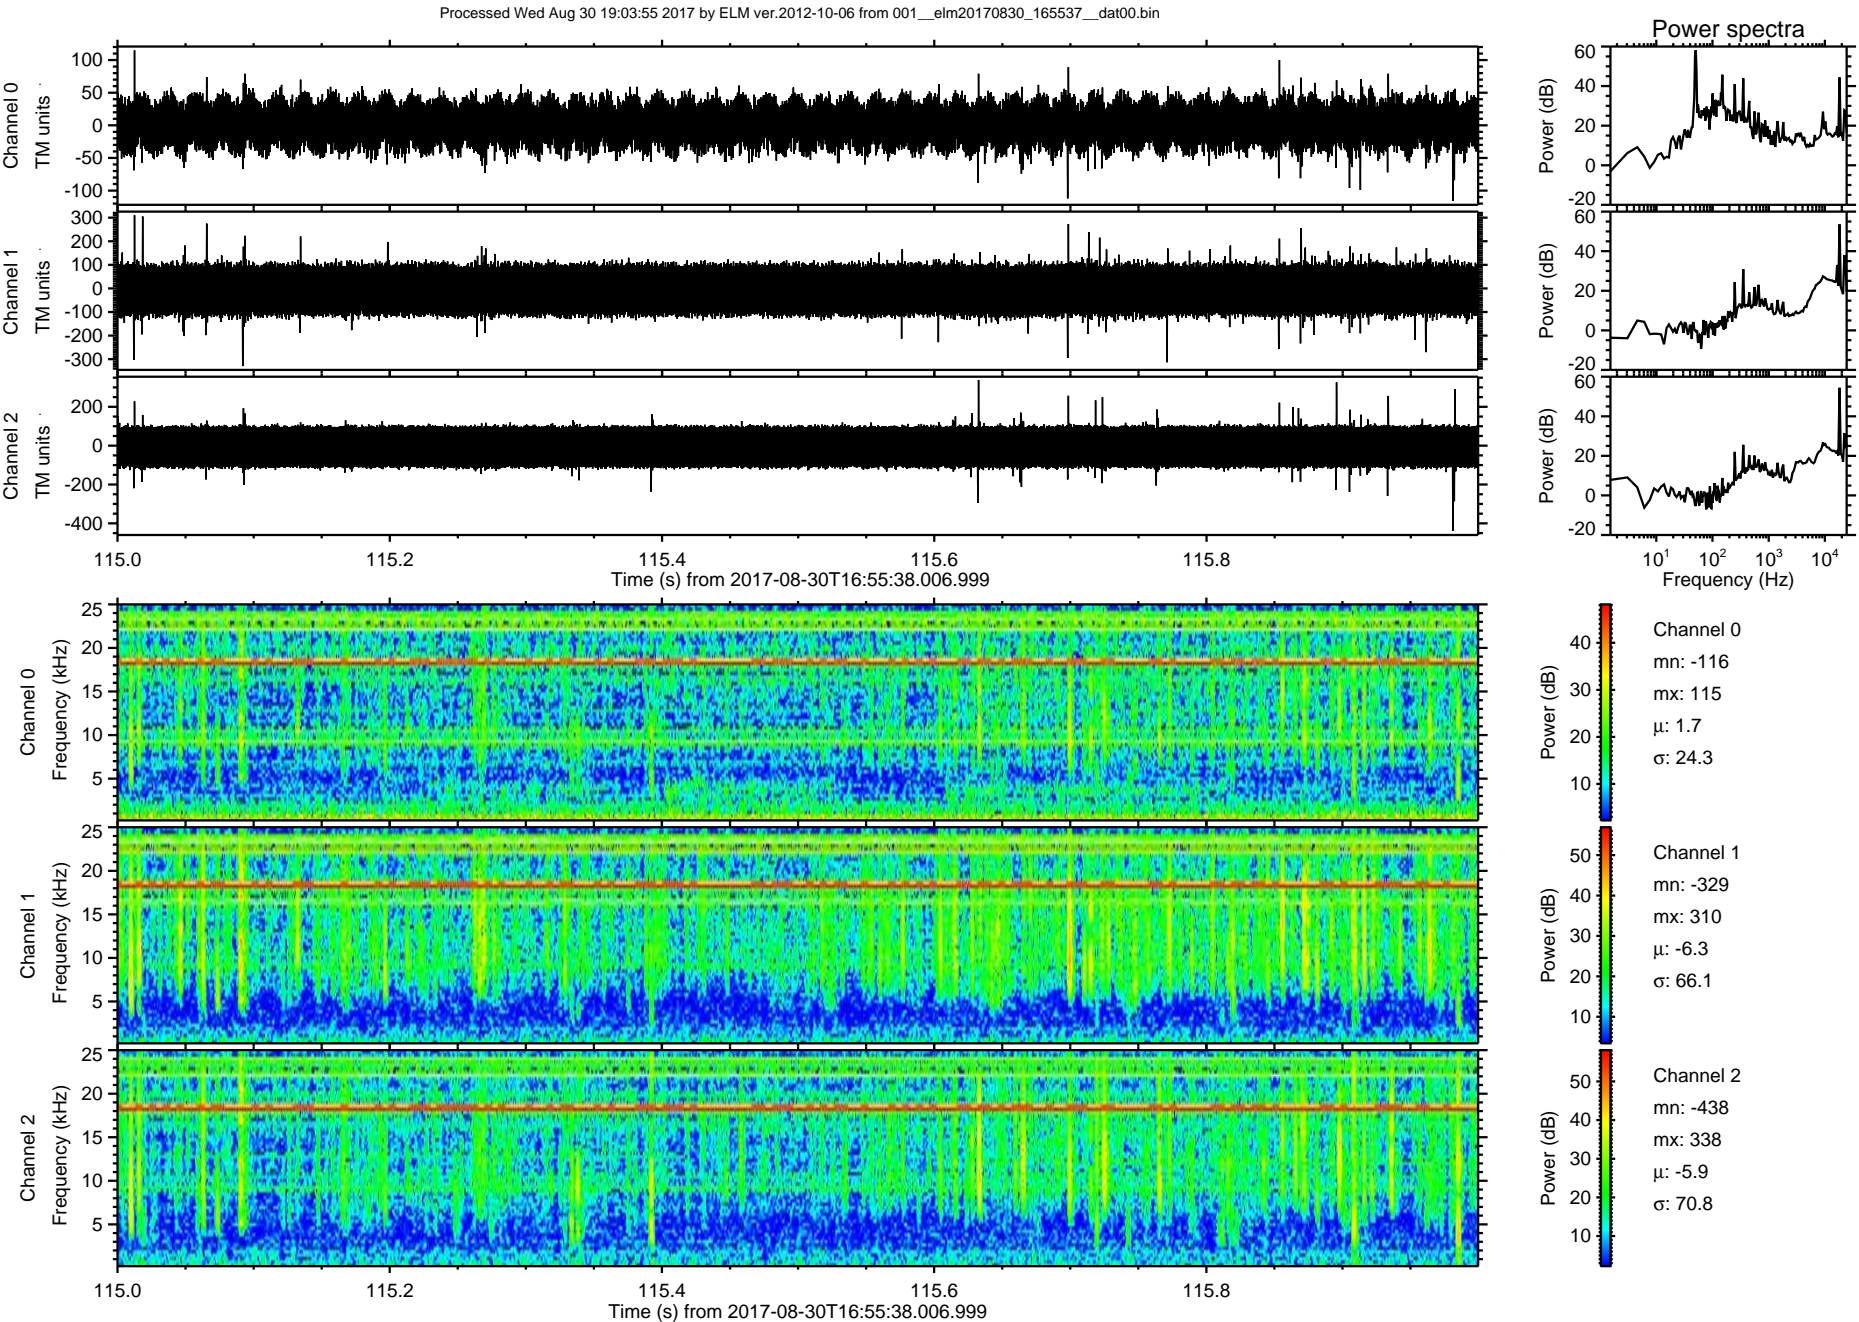 Processed Wed Aug 30 19:03:55 2017 by ELM ver.2012-10-06 from 001__elm20170830_165537__dat00.bin
Power spectra
Channel 0
TM units
100
50
0
-50
-100
Power (dB)
60
40
20
0
-20
Channel 1
TM units
300
200
100
0
-100
-200
-300
Power (dB)
60
40
20
0
-20
Channel 2
TM units
200
0
-200
-400
Power (dB)
60
40
20
0
-20
115.0 115.2 115.4 115.6 115.8
Time (s) from 2017-08-30T16:55:38.006.999
10¹ 10² 10³ 10⁴
Frequency (Hz)
Channel 0
Frequency (kHz)
25
20
15
10
5
Power (dB)
40
30
20
10
Channel 0
mn: -116
mx: 115
μ: 1.7
σ: 24.3
Channel 1
Frequency (kHz)
25
20
15
10
5
Power (dB)
50
40
30
20
10
Channel 1
mn: -329
mx: 310
μ: -6.3
σ: 66.1
Channel 2
Frequency (kHz)
25
20
15
10
5
Power (dB)
50
40
30
20
10
Channel 2
mn: -438
mx: 338
μ: -5.9
σ: 70.8
115.0 115.2 115.4 115.6 115.8
Time (s) from 2017-08-30T16:55:38.006.999